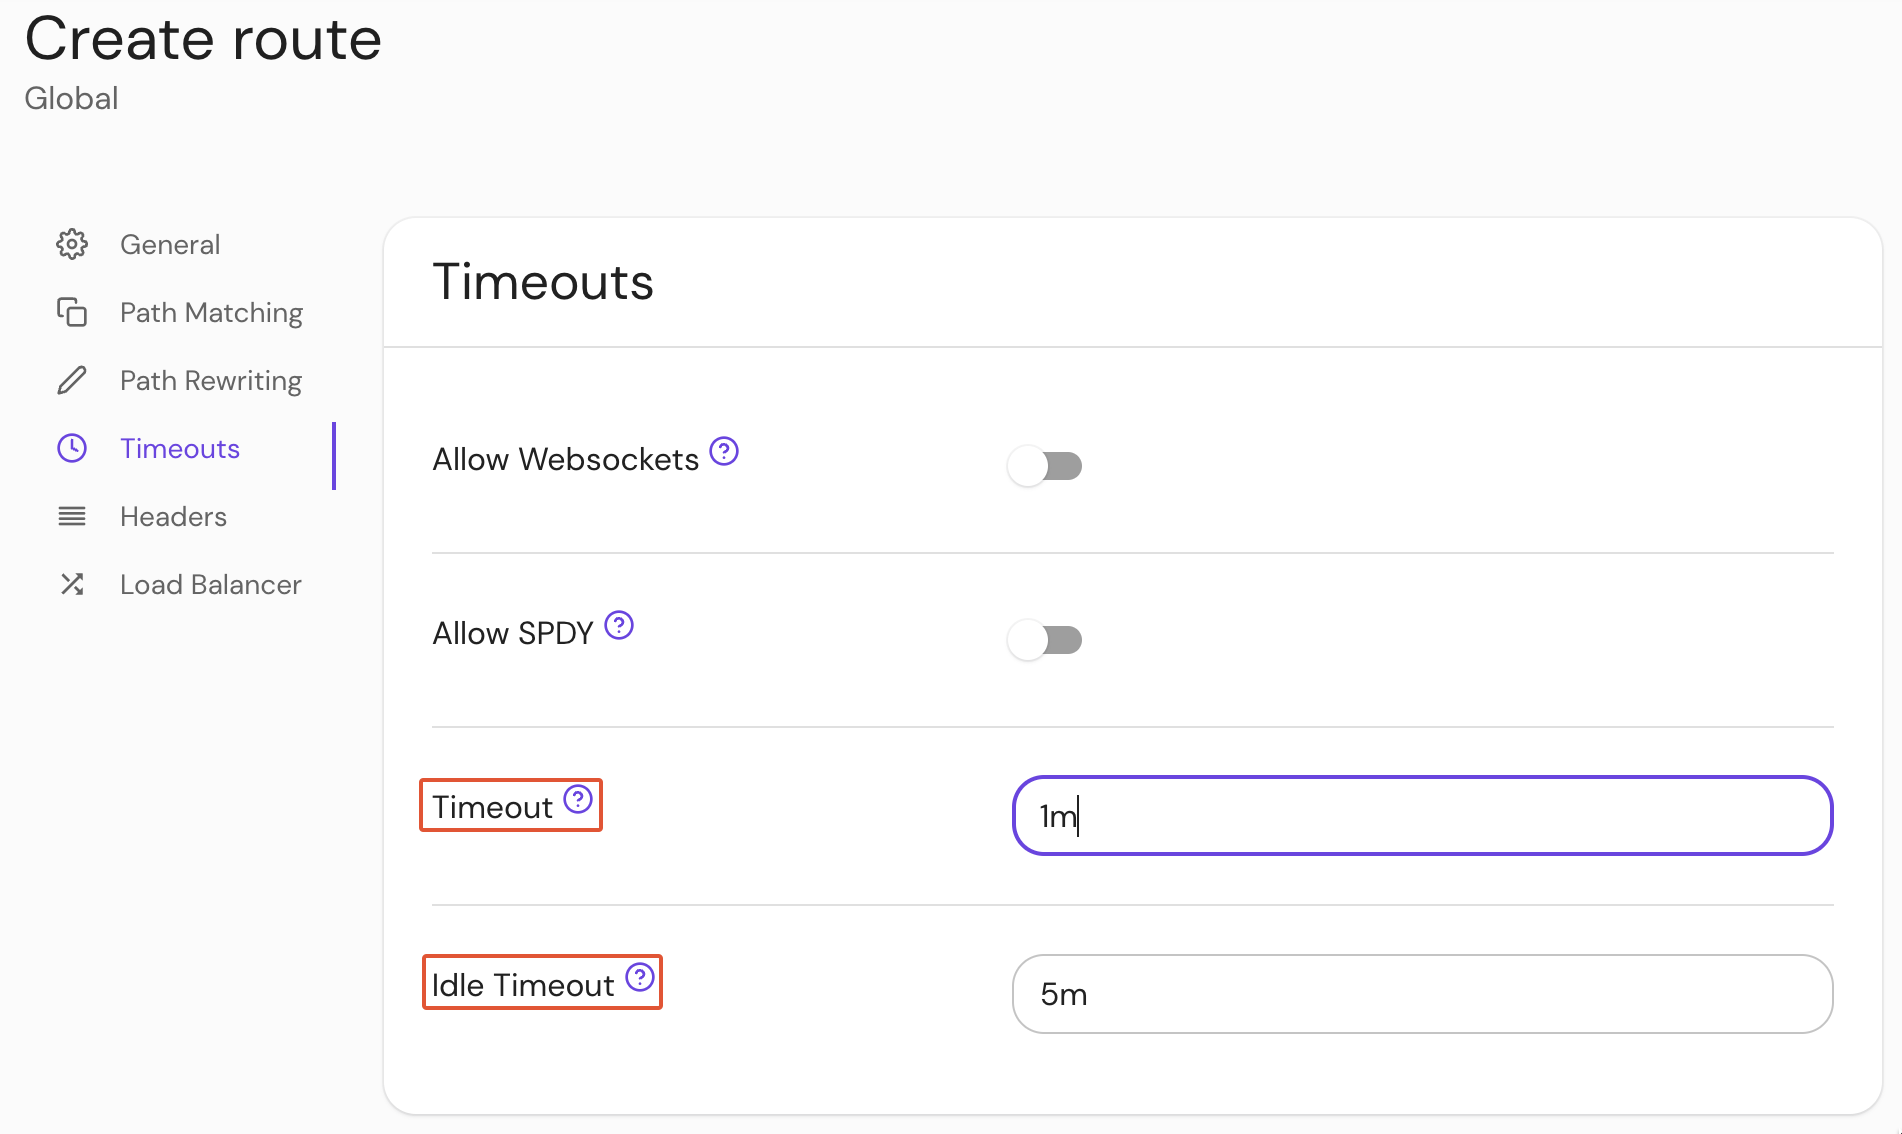 Create route
Global
General
Path Matching
Path Rewriting
Timeouts
Headers
Load Balancer
Timeouts
Allow Websockets ?
Allow SPDY ?
Timeout ?
1m
Idle Timeout ?
5m